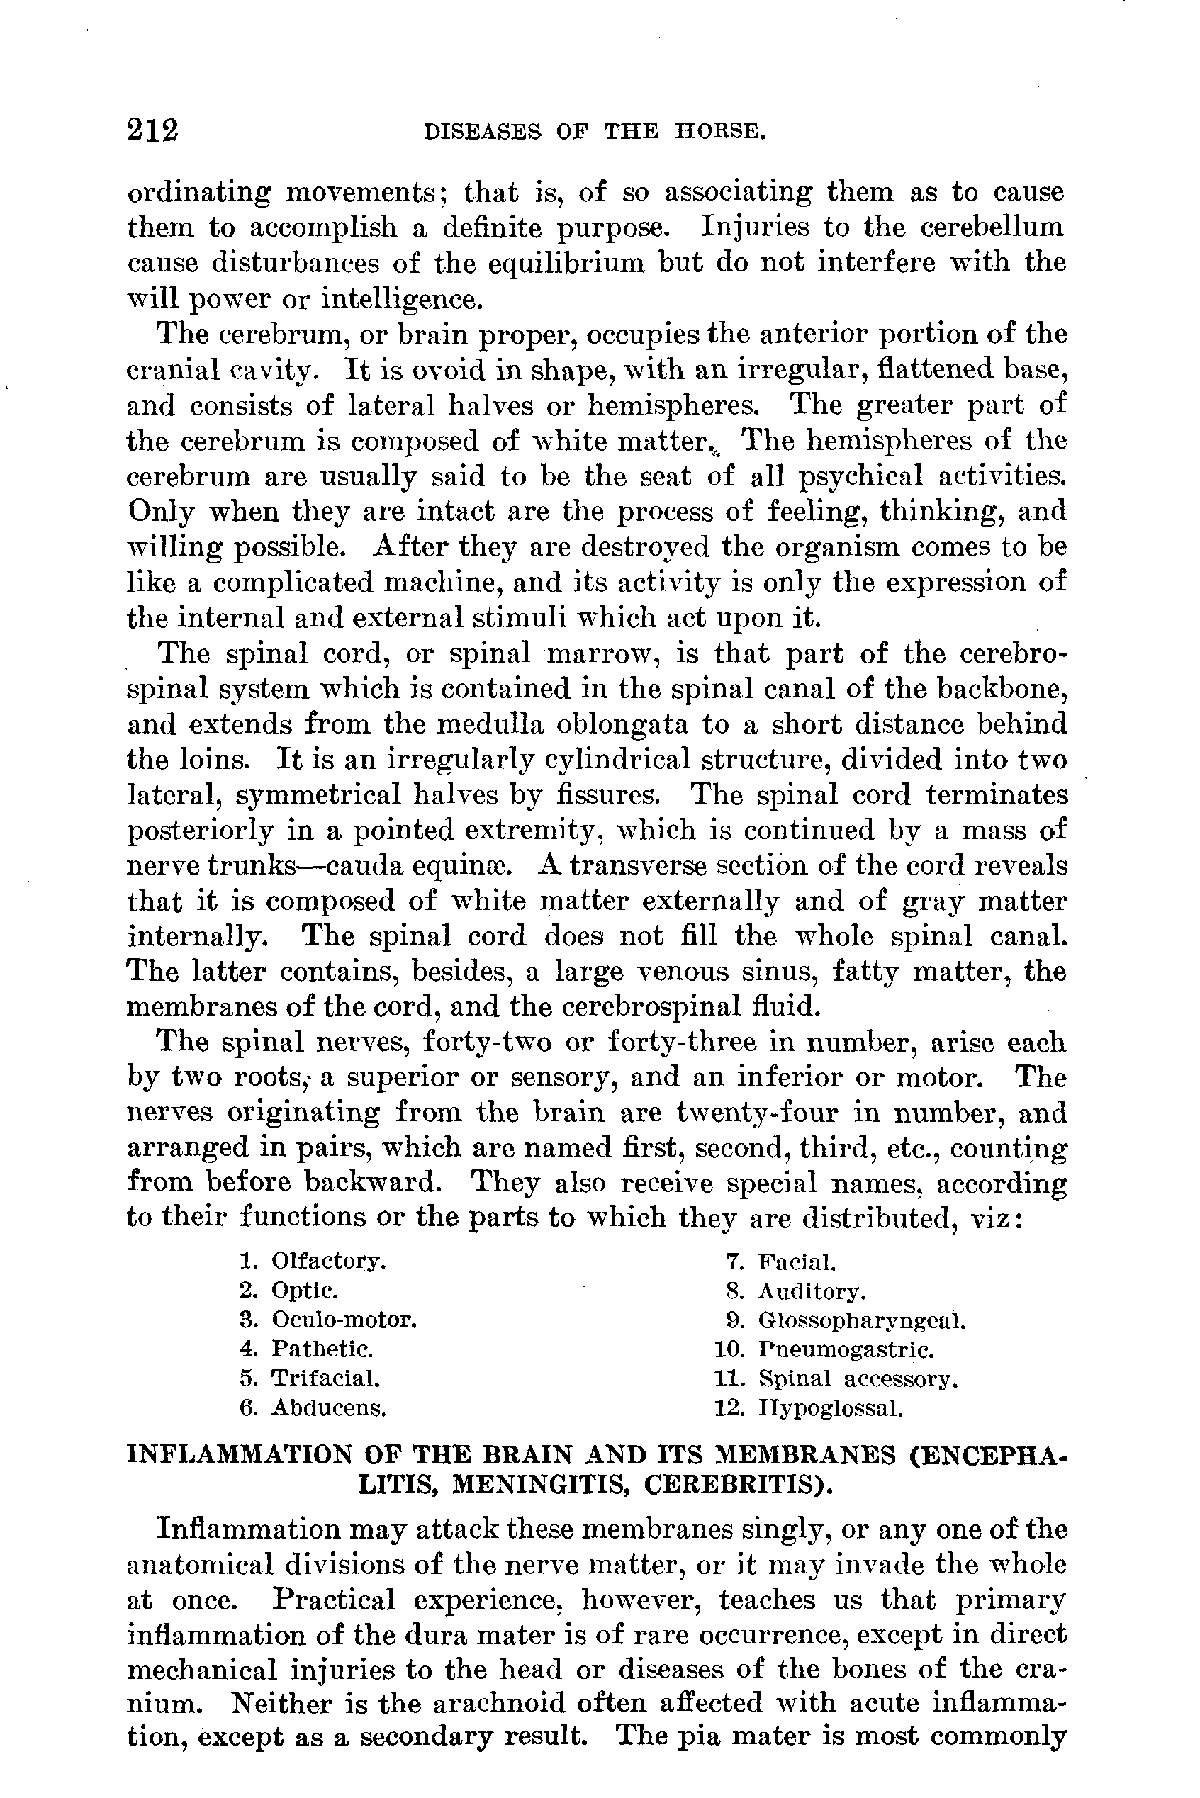 212 DISEASES OF THE HORSE.
ordinating movements; that is, of so associating them as to cause
them to accomplish a definite purpose. Injuries to the cerebellum
cause disturbances of the equilibrium but do not interfere with the
will power or intelligence.
The cerebrum, or brain proper, occupies the anterior portion of the
cranial cavity. It is ovoid in shape, with an irregular, flattened base,
and consists of lateral halves or hemispheres. The greater part of
the cerebrum is composed of white matter. The hemispheres of the
cerebrum are usually said to be the seat of all psychical activities.
Only when they are intact are the process of feeling, thinking, and
willing possible. After they are destroyed the organism comes to be
like a complicated machine, and its activity is only the expression of
the internal and external stimuli which act upon it.
The spinal cord, or spinal marrow, is that part of the cerebro-
spinal system which is contained in the spinal canal of the backbone,
and extends from the medulla oblongata to a short distance behind
the loins. It is an irregularly cylindrical structure, divided into two
lateral, symmetrical halves by fissures. The spinal cord terminates
posteriorly in a pointed extremity, which is continued by a mass of
nerve trunks—cauda equinæ. A transverse section of the cord reveals
that it is composed of white matter externally and of gray matter
internally. The spinal cord does not fill the whole spinal canal.
The latter contains, besides, a large venous sinus, fatty matter, the
membranes of the cord, and the cerebrospinal fluid.
The spinal nerves, forty-two or forty-three in number, arise each
by two roots, a superior or sensory, and an inferior or motor. The
nerves originating from the brain are twenty-four in number, and
arranged in pairs, which are named first, second, third, etc., counting
from before backward. They also receive special names, according
to their functions or the parts to which they are distributed, viz:
1. Olfactory.
2. Optic.
3. Oculo-motor.
4. Pathetic.
5. Trifacial.
6. Abducens.
7. Facial.
8. Auditory.
9. Glossopharyngeal.
10. Pneumogastric.
11. Spinal accessory.
12. Hypoglossal.
INFLAMMATION OF THE BRAIN AND ITS MEMBRANES (ENCEPHA-
LITIS, MENINGITIS, CEREBRITIS).
Inflammation may attack these membranes singly, or any one of the
anatomical divisions of the nerve matter, or it may invade the whole
at once. Practical experience, however, teaches us that primary
inflammation of the dura mater is of rare occurrence, except in direct
mechanical injuries to the head or diseases of the bones of the cra-
nium. Neither is the arachnoid often affected with acute inflamma-
tion, except as a secondary result. The pia mater is most commonly